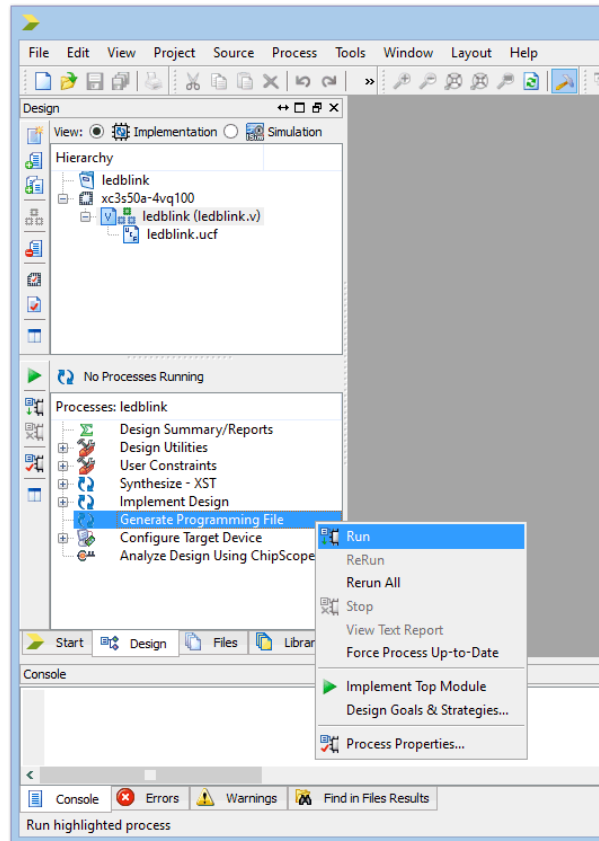 File Edit View Project Source Process Tools Window Layout Help
»
Design
View: Implementation Simulation
Hierarchy
ledblink
xc3s50a-4vq100
V ledblink (ledblink.v)
ledblink.ucf
No Processes Running
Processes: ledblink
Design Summary/Reports
Design Utilities
User Constraints
Synthesize - XST
Implement Design
Generate Programming File
Configure Target Device
Analyze Design Using ChipScope
Run
ReRun
Rerun All
Stop
View Text Report
Force Process Up-to-Date
Implement Top Module
Design Goals & Strategies...
Process Properties...
Start Design Files Librar
Console
Console Errors Warnings Find in Files Results
Run highlighted process